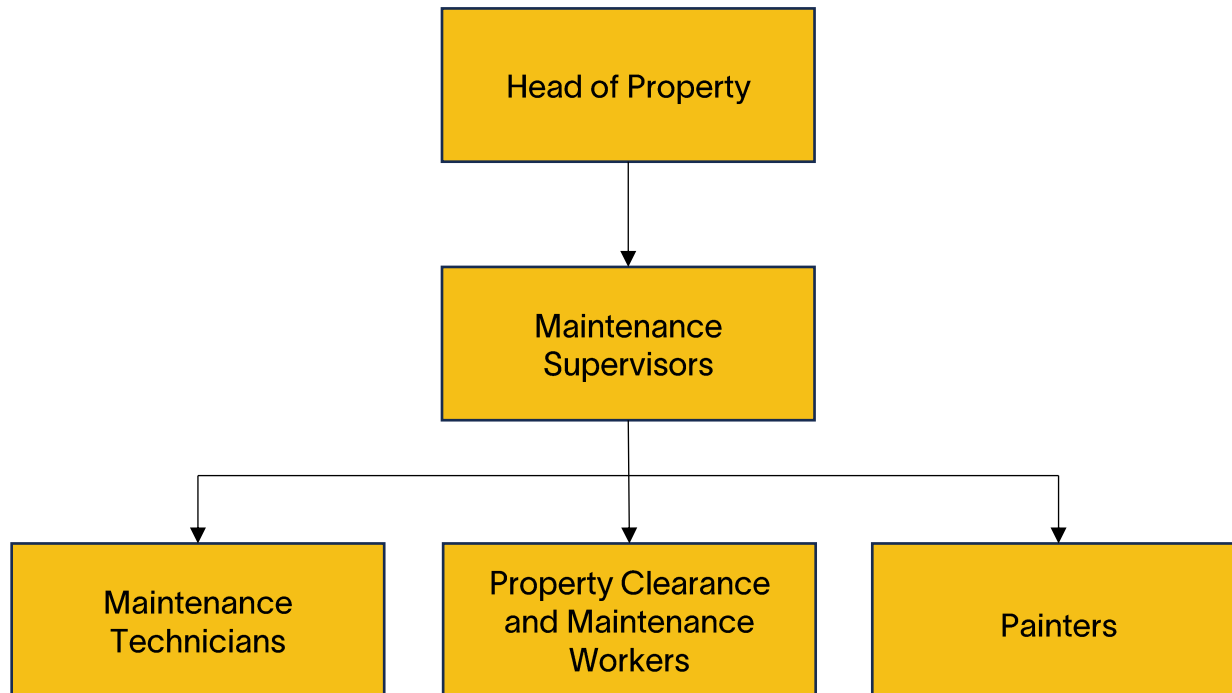 Head of Property
Maintenance
Supervisors
Maintenance
Technicians
Property Clearance
and Maintenance
Workers
Painters